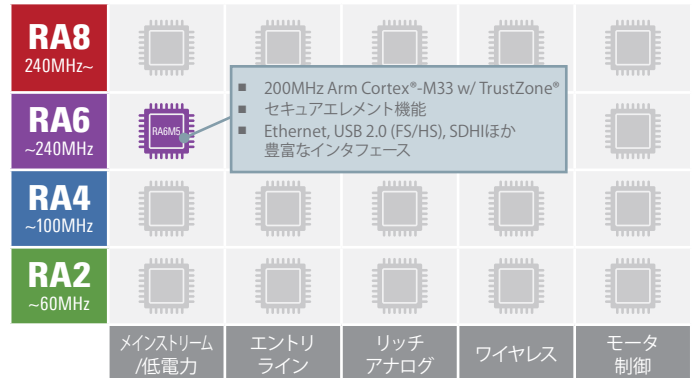 RA8
240MHz~
■ 200MHz Arm Cortex®-M33 w/ TrustZone®
■ セキュアエレメント機能
■ Ethernet, USB 2.0 (FS/HS), SDHIほか
豊富なインタフェース
RA6
~240MHz
RA6M5
RA4
~100MHz
RA2
~60MHz
メインストリーム
/低電力
エントリ
ライン
リッチ
アナログ
ワイヤレス
モータ
制御